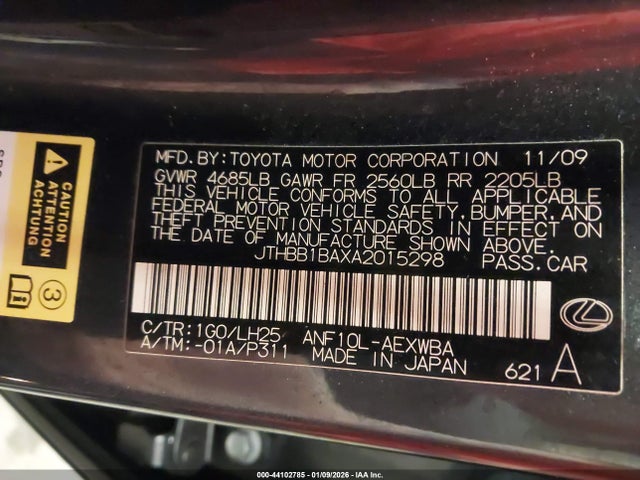 CAUTION
ATTENTION
ACHTUNG
3
MFD. BY: TOYOTA MOTOR CORPORATION 11/09
GVWR 4685LB GAWR FR 2560LB RR 2205LB
THIS VEHICLE CONFORMS TO ALL APPLICABLE
FEDERAL MOTOR VEHICLE SAFETY, BUMPER, AND
THEFT PREVENTION STANDARDS IN EFFECT ON
THE DATE OF MANUFACTURE SHOWN ABOVE.
JTHBB1BAXA2015298 PASS. CAR
C/TR: 1G0/LH25 ANF10L-AEXWBA
A/TM: -01A/P311 MADE IN JAPAN
621 A
000-44102785 - 01/09/2026 - IAA Inc.